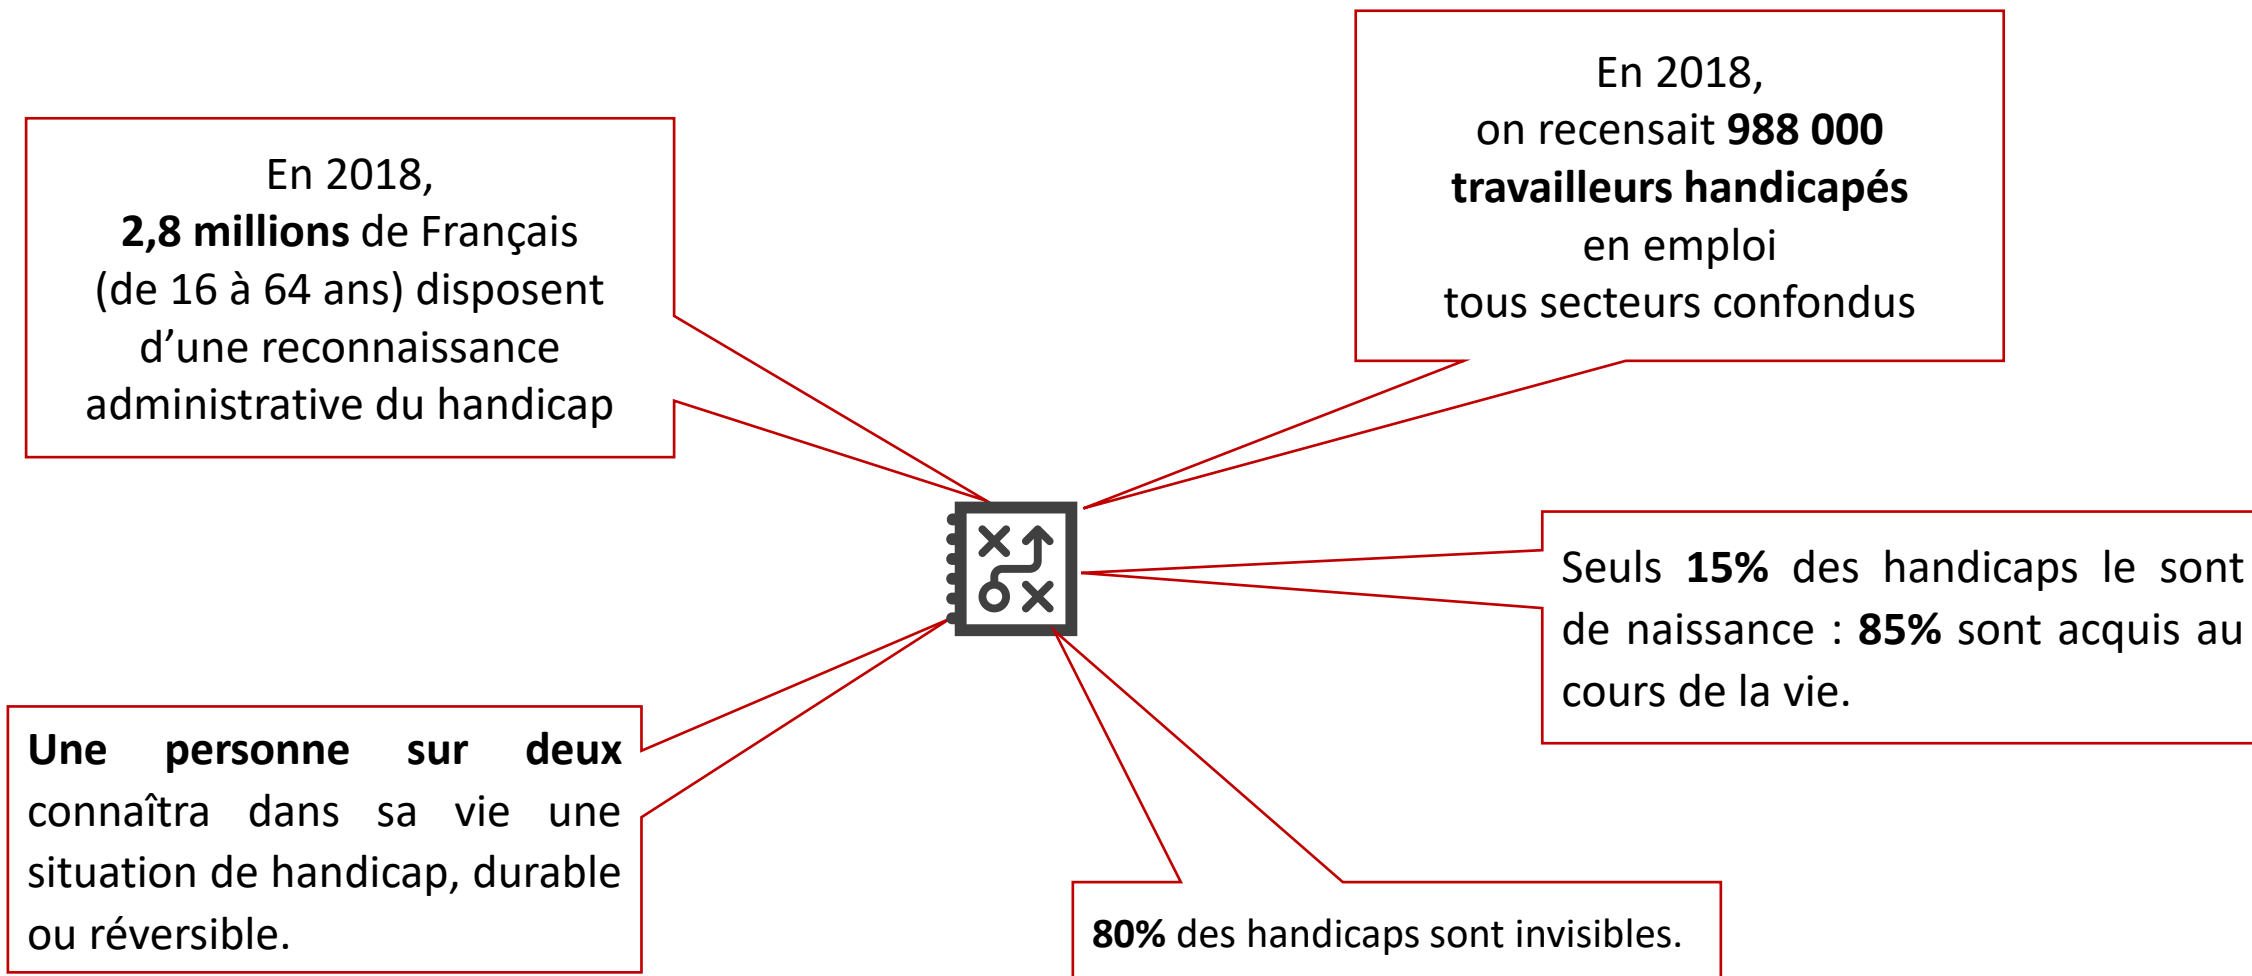 En 2018,
2,8 millions de Français
(de 16 à 64 ans) disposent
d’une reconnaissance
administrative du handicap
En 2018,
on recensait 988 000
travailleurs handicapés
en emploi
tous secteurs confondus
Seuls 15% des handicaps le sont
de naissance : 85% sont acquis au
cours de la vie.
Une personne sur deux
connaîtra dans sa vie une
situation de handicap, durable
ou réversible.
80% des handicaps sont invisibles.